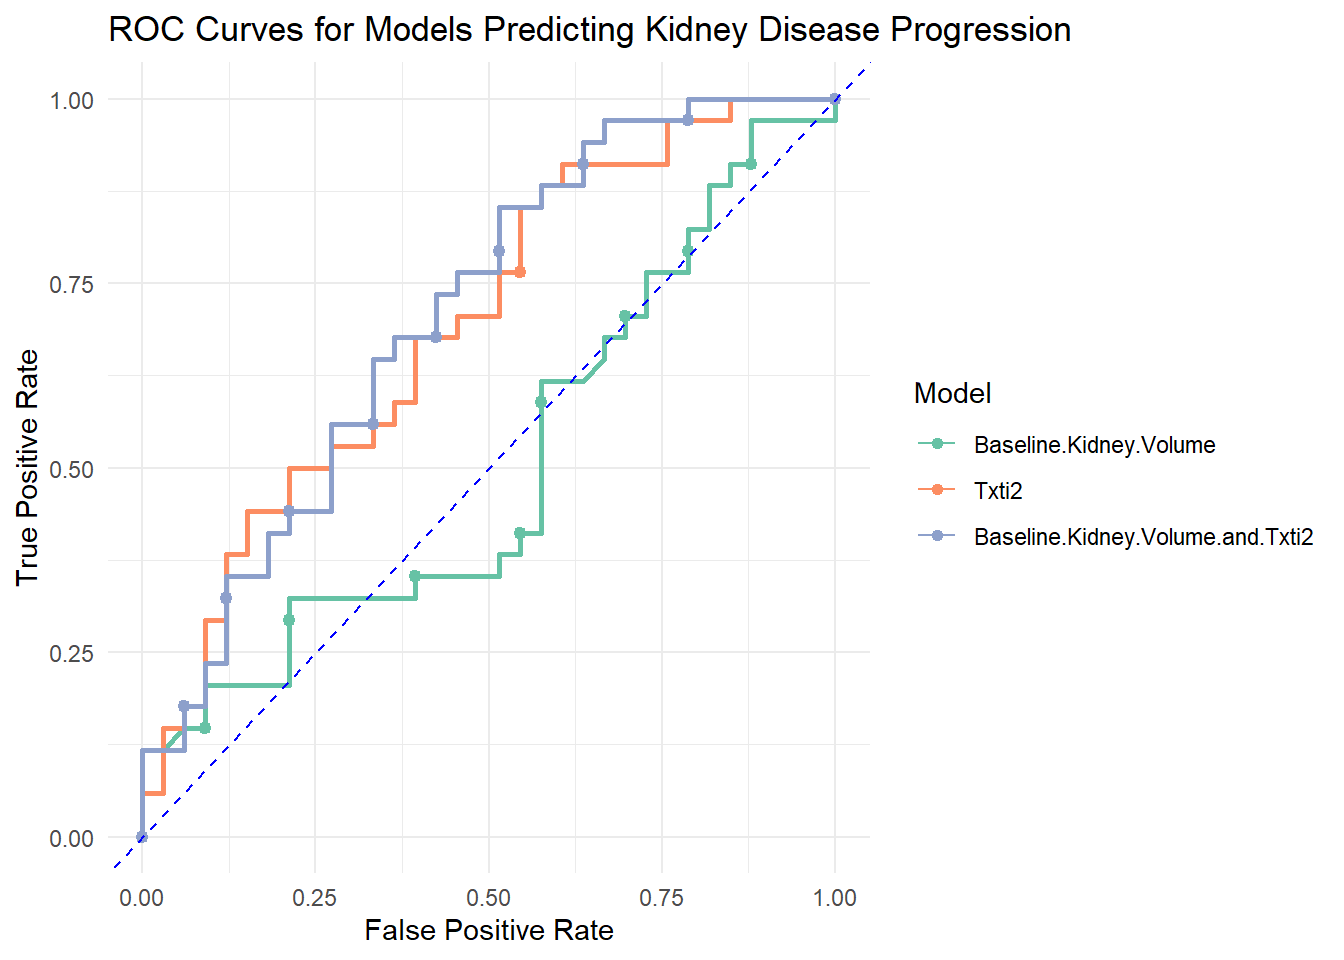 ROC Curves for Models Predicting Kidney Disease Progression
1.00
0.75
0.50
0.25
0.00
True Positive Rate
0.00 0.25 0.50 0.75 1.00
False Positive Rate
Model
Baseline.Kidney.Volume
Txti2
Baseline.Kidney.Volume.and.Txti2